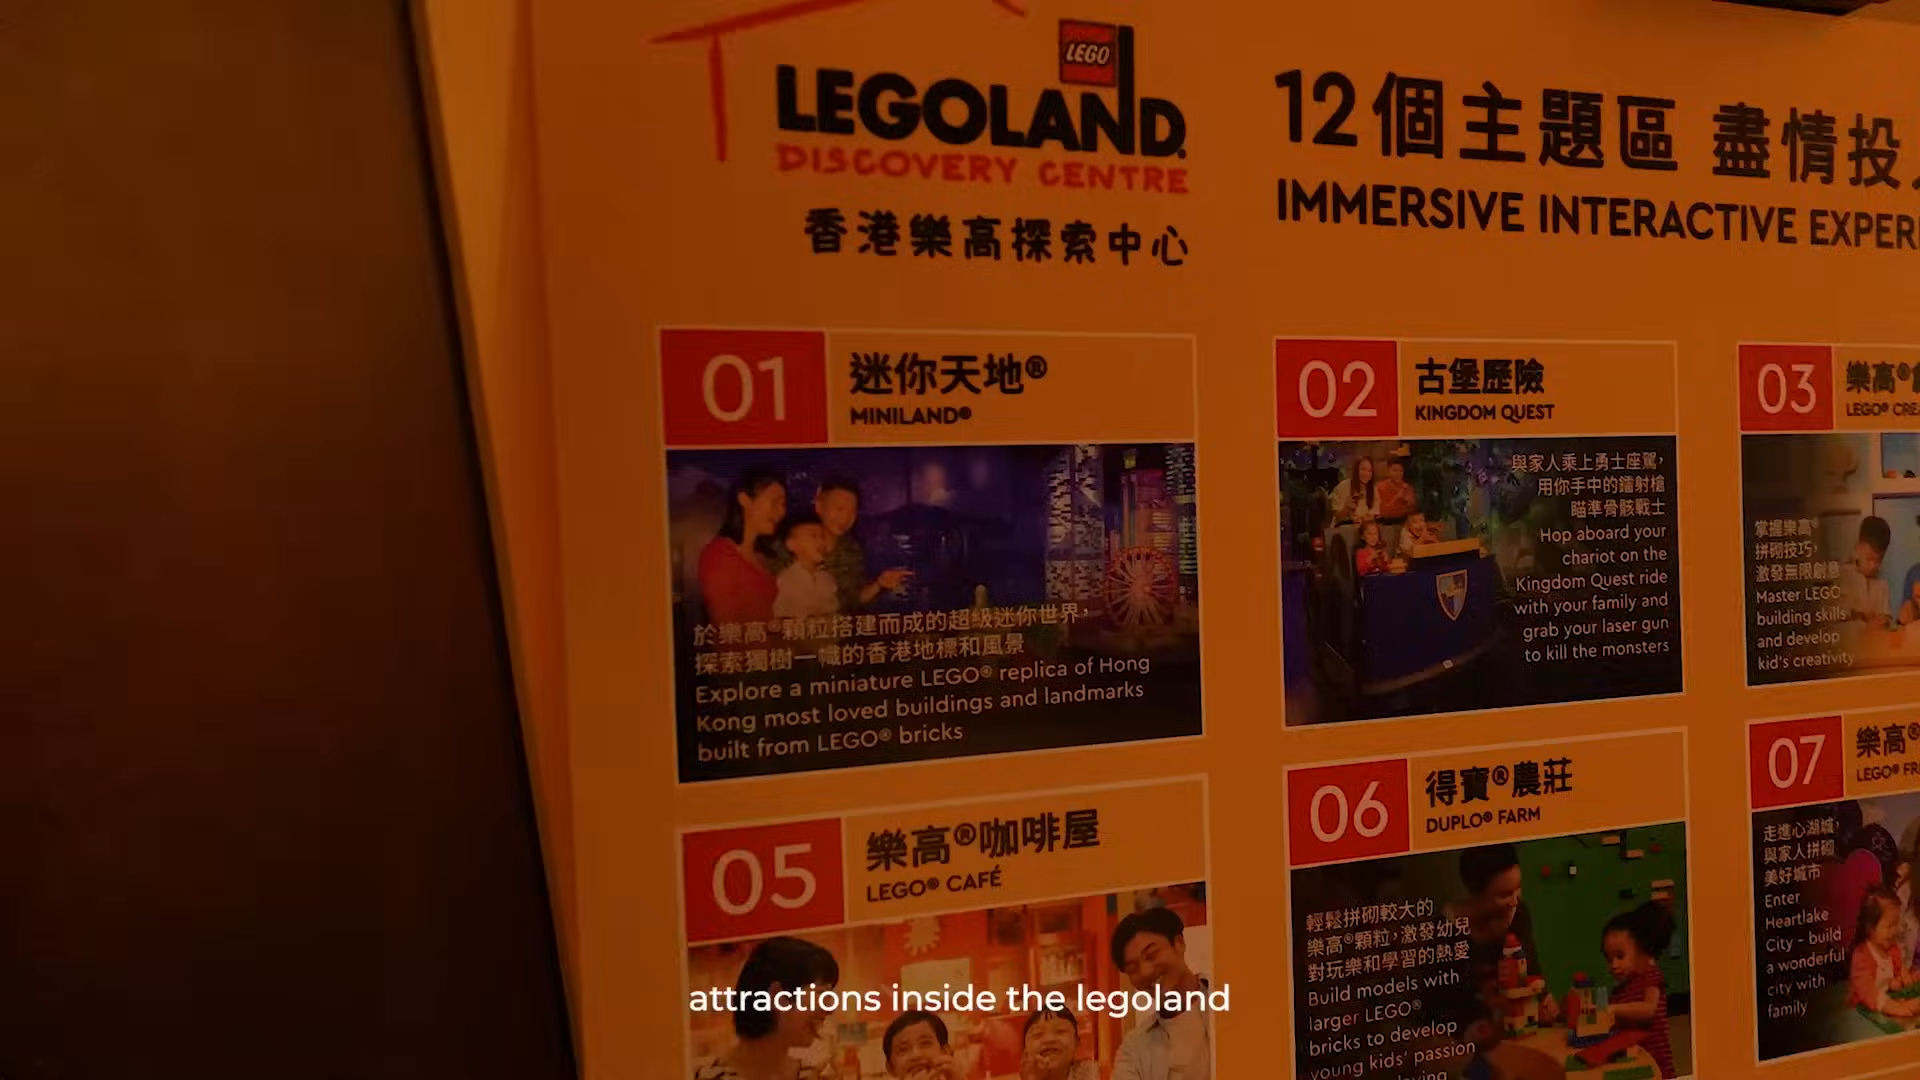 LEGO
LEGOLAND
DISCOVERY CENTRE
香港樂高探索中心
12個主題區 盡情投
IMMERSIVE INTERACTIVE
01
迷你天地®
MINILAND®
於樂高®顆粒搭建而成的超級迷你世界,
探索獨樹一幟的香港地標和風景
Explore a miniature LEGO® replica of Hong
Kong most loved buildings and landmarks
built from LEGO® bricks
02
古堡歷險
KINGDOM QUEST
與家人乘上勇士座駕,
用你手中的鐳射槍
瞄準骨骸戰士
Hop aboard your
chariot on the
Kingdom Quest ride
with your family and
grab your laser gun
to kill the monsters
03
樂高®
LEGO®
掌握樂高®
拼砌技巧,
激發無限創意
Master LEGO
building skills
and develop
kid's creativity
05
樂高®咖啡屋
LEGO® CAFÉ
06
得寶®農莊
DUPLO® FARM
輕鬆拼砌較大的
樂高®顆粒,激發幼兒
對玩樂和學習的熱愛
Build models with
larger LEGO®
bricks to develop
young kids' passion
07
樂高®
LEGO®
走進心湖城,
與家人拼砌
美好城市
Enter
Heartlake
City - build
a wonderful
city with
family
attractions inside the legoland